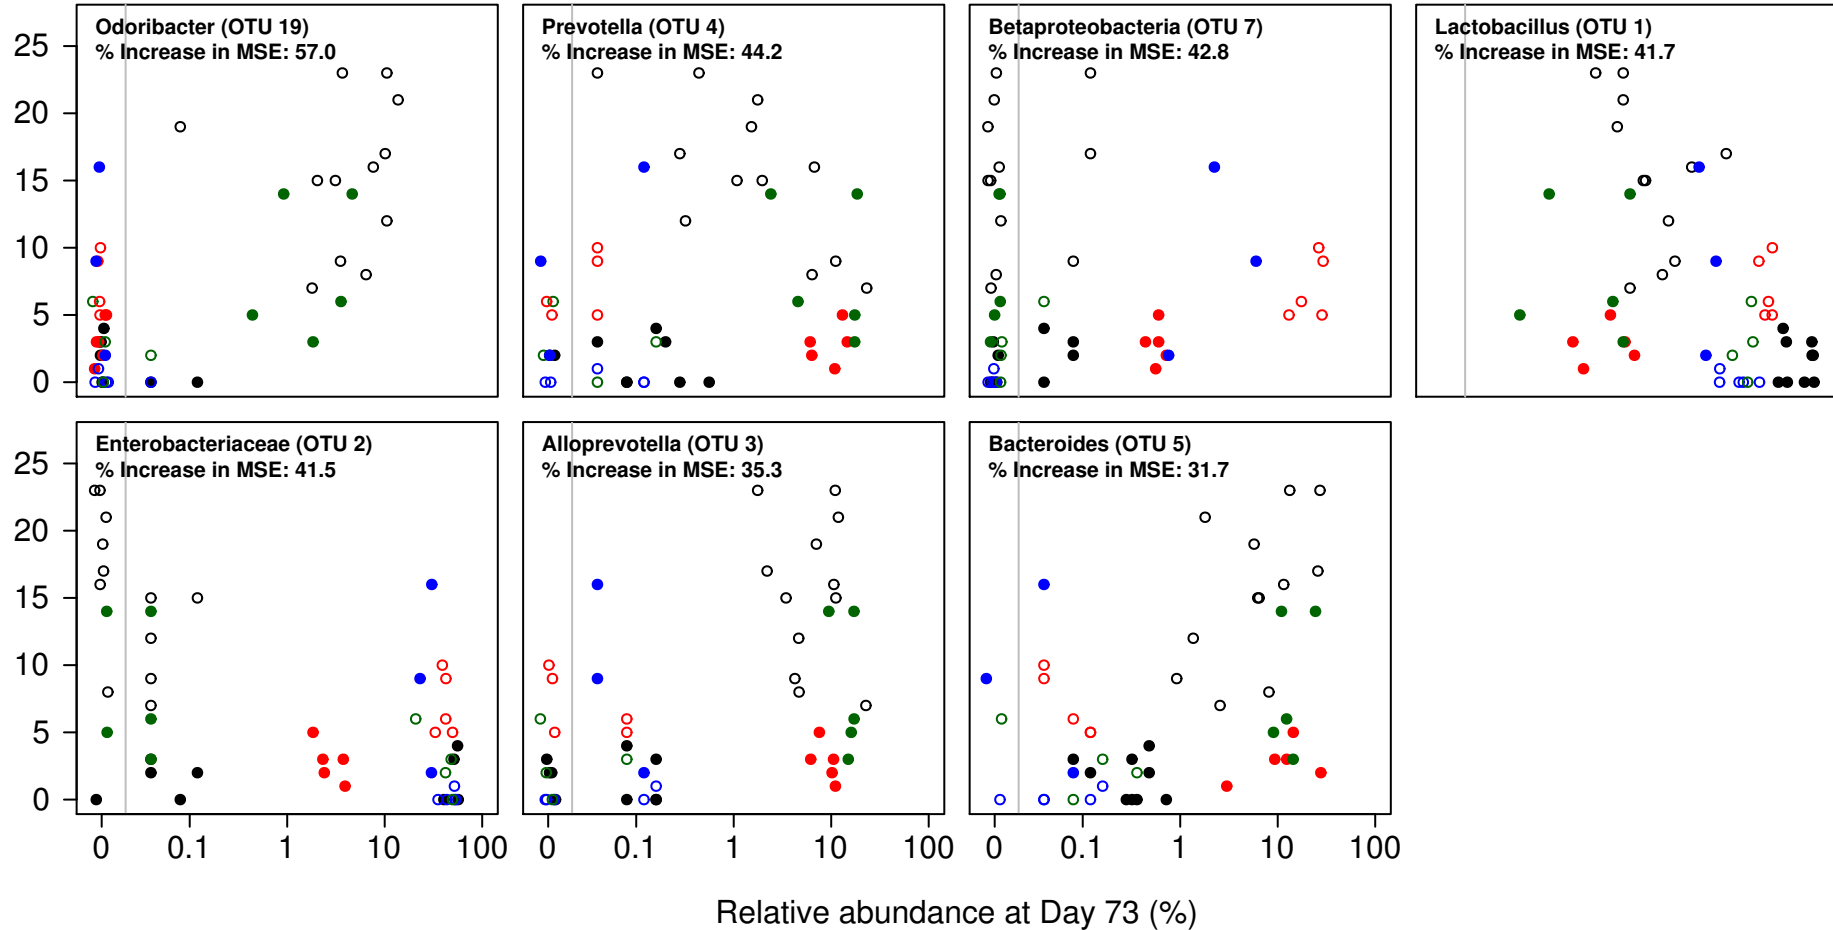 Odoribacter (OTU 19)
% Increase in MSE: 57.0
Prevotella (OTU 4)
% Increase in MSE: 44.2
Betaproteobacteria (OTU 7)
% Increase in MSE: 42.8
Lactobacillus (OTU 1)
% Increase in MSE: 41.7
25
20
15
10
5
0
Enterobacteriaceae (OTU 2)
% Increase in MSE: 41.5
Alloprevotella (OTU 3)
% Increase in MSE: 35.3
Bacteroides (OTU 5)
% Increase in MSE: 31.7
25
20
15
10
5
0
0 0.1 1 10 100
0 0.1 1 10 100
0 0.1 1 10 100
Relative abundance at Day 73 (%)